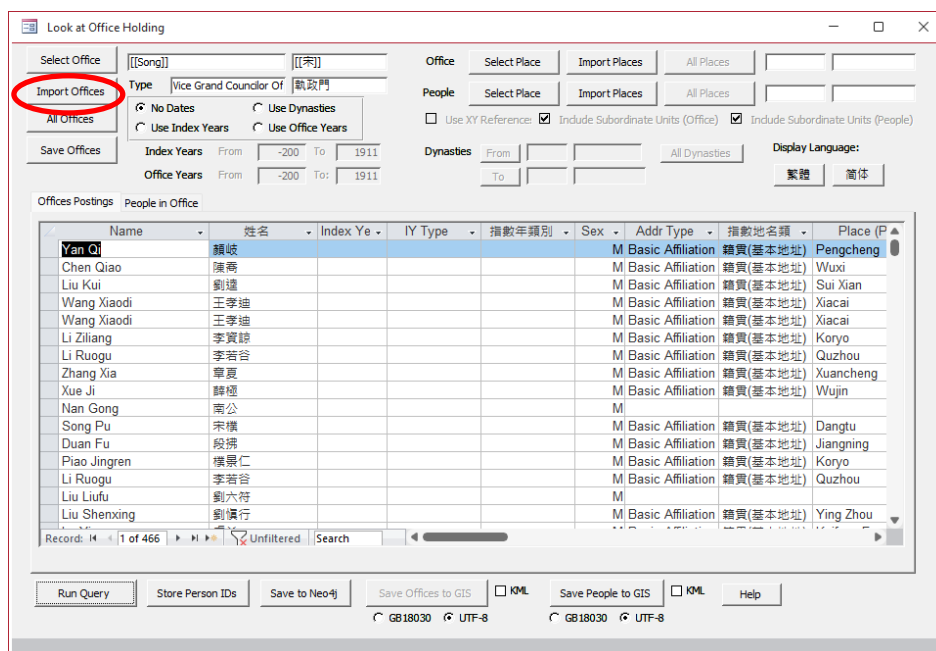 Look at Office Holding
Select Office [[Song]] [[宋]] Office Select Place Import Places All Places
Import Offices Type Vice Grand Councilor Of 執政門 People Select Place Import Places All Places
All Offices No Dates Use Dynasties Use XY Reference: Include Subordinate Units (Office) Include Subordinate Units (People)
Use Index Years Use Office Years
Save Offices Index Years From -200 To 1911 Dynasties From All Dynasties Display Language:
Office Years From -200 To: 1911 To 繁體 简体
Offices Postings People in Office
Name 姓名 Index Ye IY Type 指數年類別 Sex Addr Type 指數地名類 Place (P
Yan Qi 顏岐 M Basic Affiliation 籍貫(基本地址) Pengcheng
Chen Qiao 陳喬 M Basic Affiliation 籍貫(基本地址) Wuxi
Liu Kui 劉逵 M Basic Affiliation 籍貫(基本地址) Sui Xian
Wang Xiaodi 王孝迪 M Basic Affiliation 籍貫(基本地址) Xiacai
Wang Xiaodi 王孝迪 M Basic Affiliation 籍貫(基本地址) Xiacai
Li Ziliang 李資諒 M Basic Affiliation 籍貫(基本地址) Koryo
Li Ruogu 李若谷 M Basic Affiliation 籍貫(基本地址) Quzhou
Zhang Xia 章夏 M Basic Affiliation 籍貫(基本地址) Xuancheng
Xue Ji 薛極 M Basic Affiliation 籍貫(基本地址) Wujin
Nan Gong 南公 M
Song Pu 宋樸 M Basic Affiliation 籍貫(基本地址) Dangtu
Duan Fu 段拂 M Basic Affiliation 籍貫(基本地址) Jiangning
Piao Jingren 樸景仁 M Basic Affiliation 籍貫(基本地址) Koryo
Li Ruogu 李若谷 M Basic Affiliation 籍貫(基本地址) Quzhou
Liu Liufu 劉六符 M
Liu Shenxing 劉愼行 M Basic Affiliation 籍貫(基本地址) Ying Zhou
Record: 1 of 466 Unfiltered Search
Run Query Store Person IDs Save to Neo4j Save Offices to GIS KML Save People to GIS KML Help
GB18030 UTF-8 GB18030 UTF-8